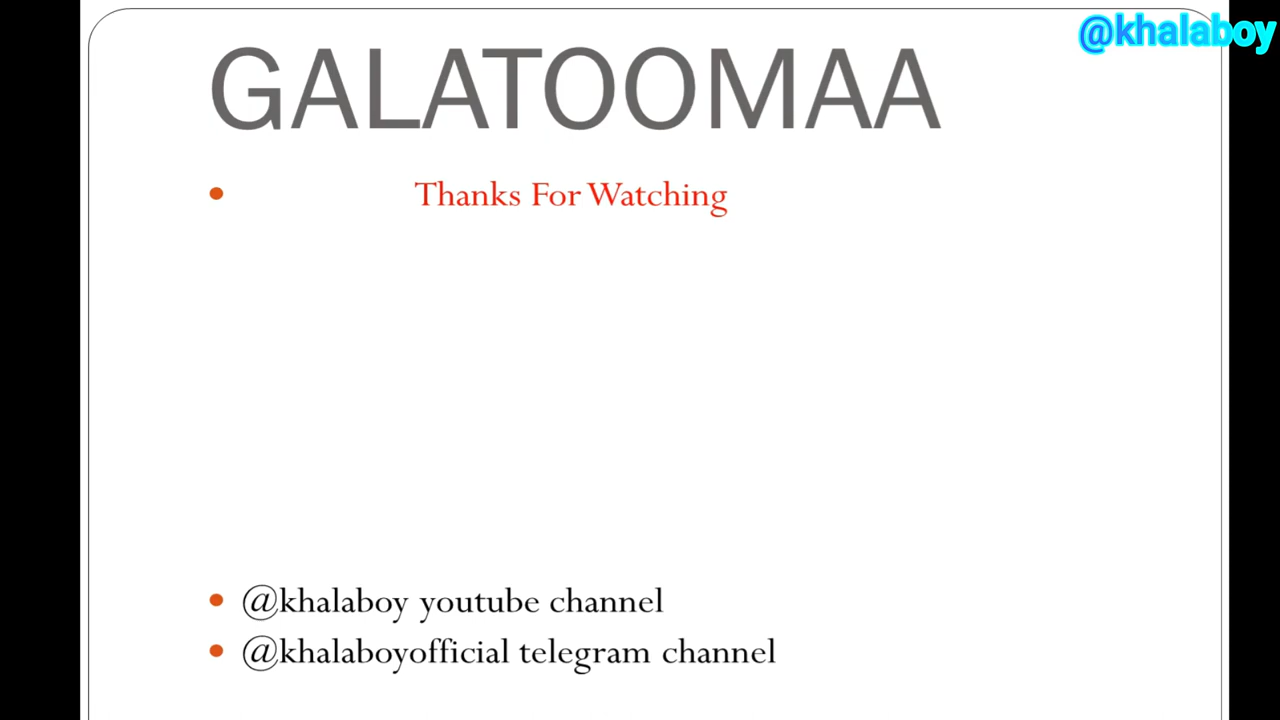 @khalaboy
GALATOOMAA
• Thanks For Watching
• @khalaboy youtube channel
• @khalaboyofficial telegram channel